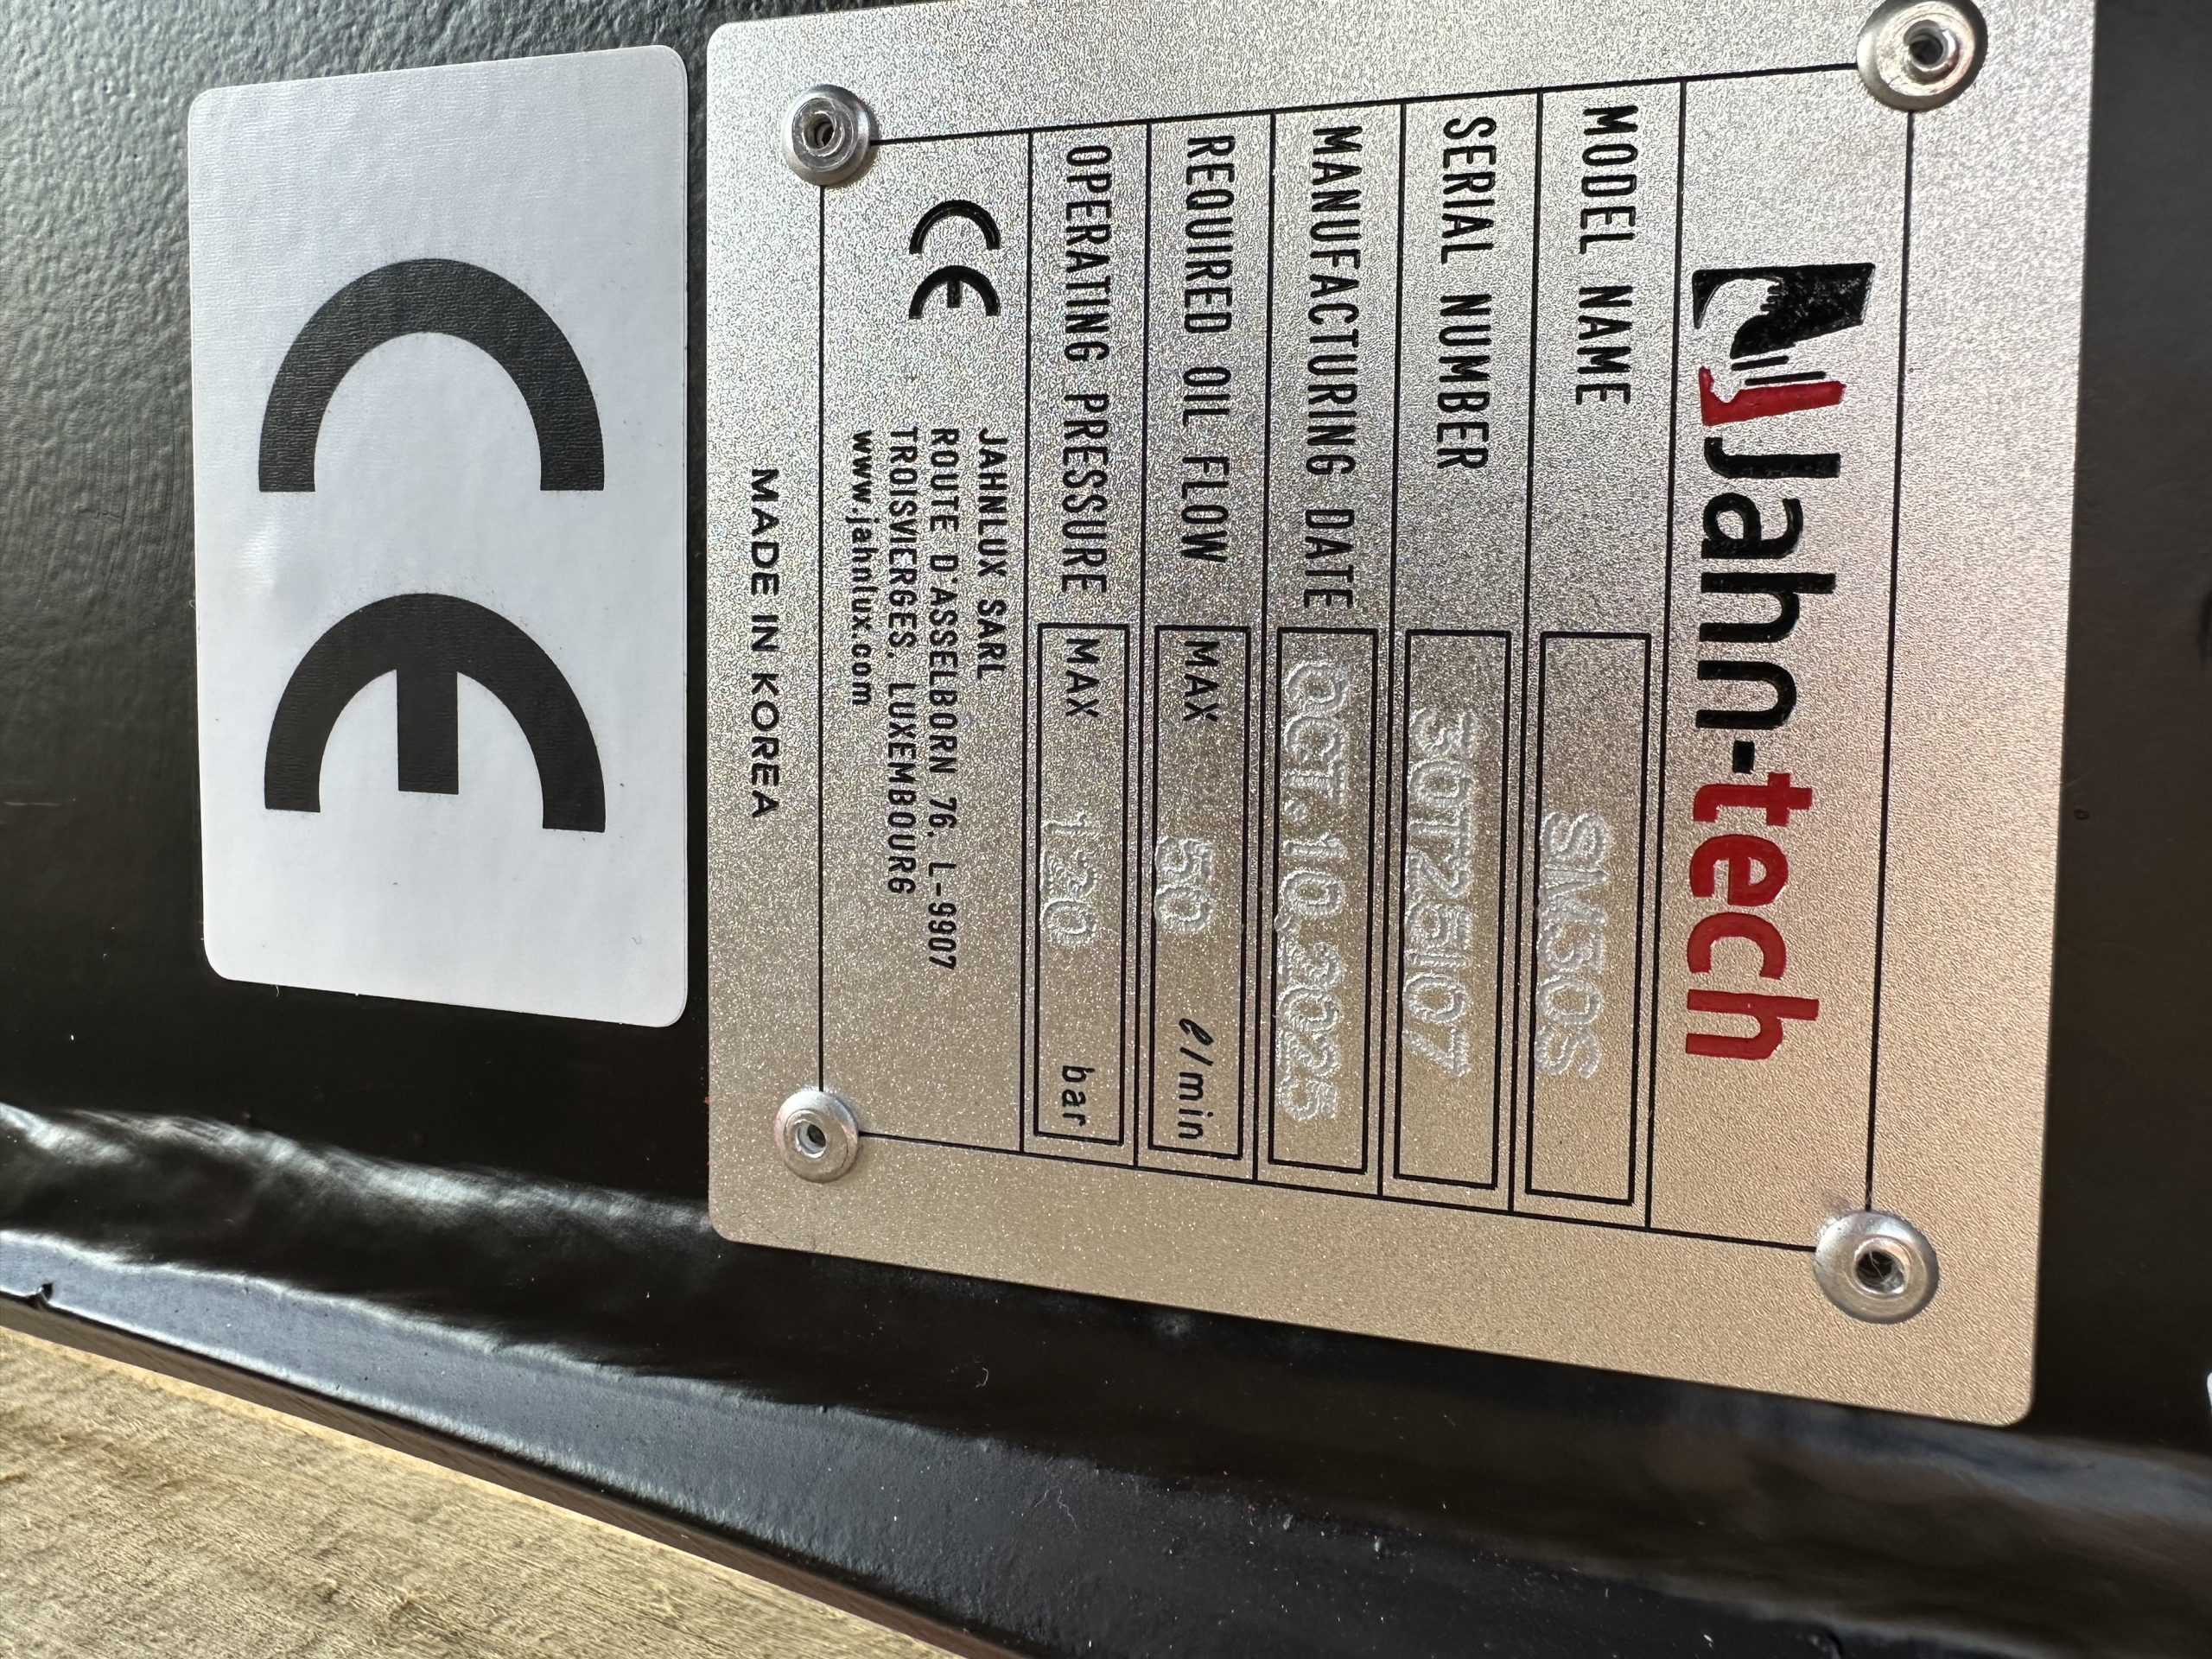 Jahn-tech
MODEL NAME SM30S
SERIAL NUMBER 30T25107
MANUFACTURING DATE OCT.10,2025
REQUIRED OIL FLOW MAX 50 ℓ/min
OPERATING PRESSURE MAX 120 bar
CE
JAHNLUX SARL
ROUTE D'ASSELBORN 76, L-9907
TROISVIERGES, LUXEMBOURG
www.jahnlux.com
MADE IN KOREA
CE